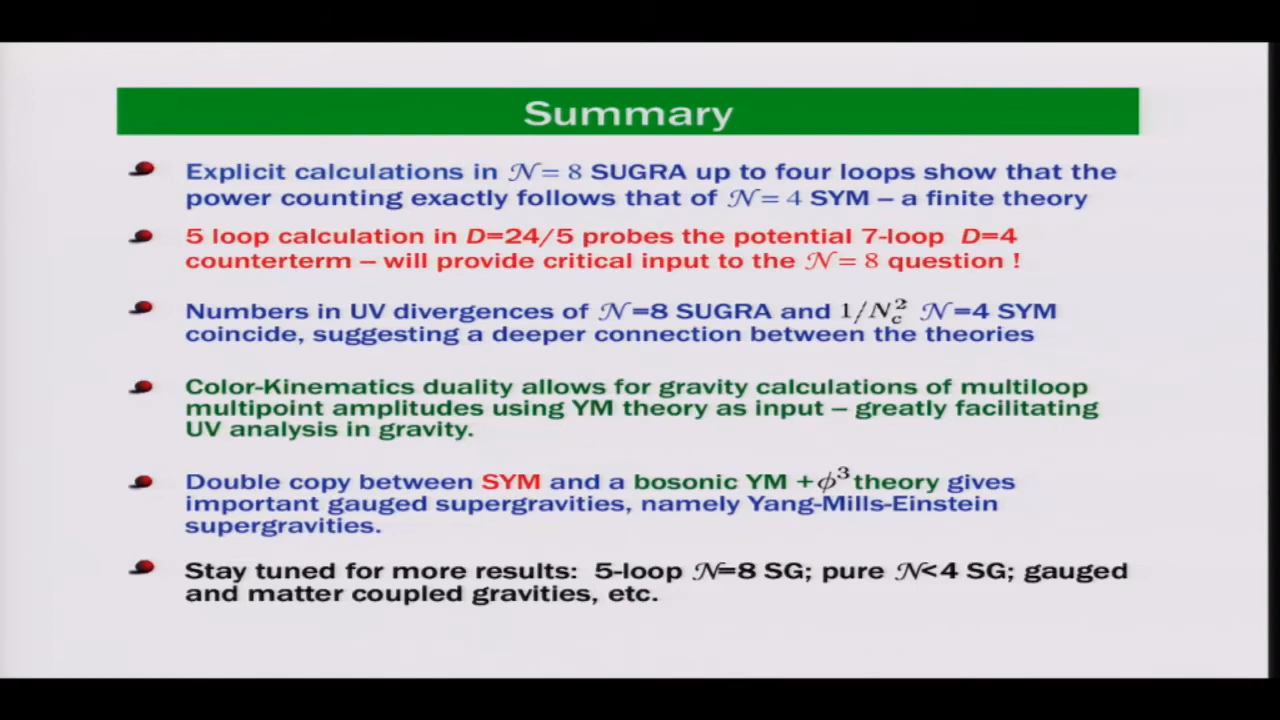 Summary
Explicit calculations in 𝒩 = 8 SUGRA up to four loops show that the
power counting exactly follows that of 𝒩 = 4 SYM – a finite theory
5 loop calculation in D=24/5 probes the potential 7-loop D=4
counterterm – will provide critical input to the 𝒩 = 8 question !
Numbers in UV divergences of 𝒩=8 SUGRA and 1/N_c^2 𝒩=4 SYM
coincide, suggesting a deeper connection between the theories
Color-Kinematics duality allows for gravity calculations of multiloop
multipoint amplitudes using YM theory as input – greatly facilitating
UV analysis in gravity.
Double copy between SYM and a bosonic YM + ϕ³ theory gives
important gauged supergravities, namely Yang-Mills-Einstein
supergravities.
Stay tuned for more results: 5-loop 𝒩=8 SG; pure 𝒩<4 SG; gauged
and matter coupled gravities, etc.